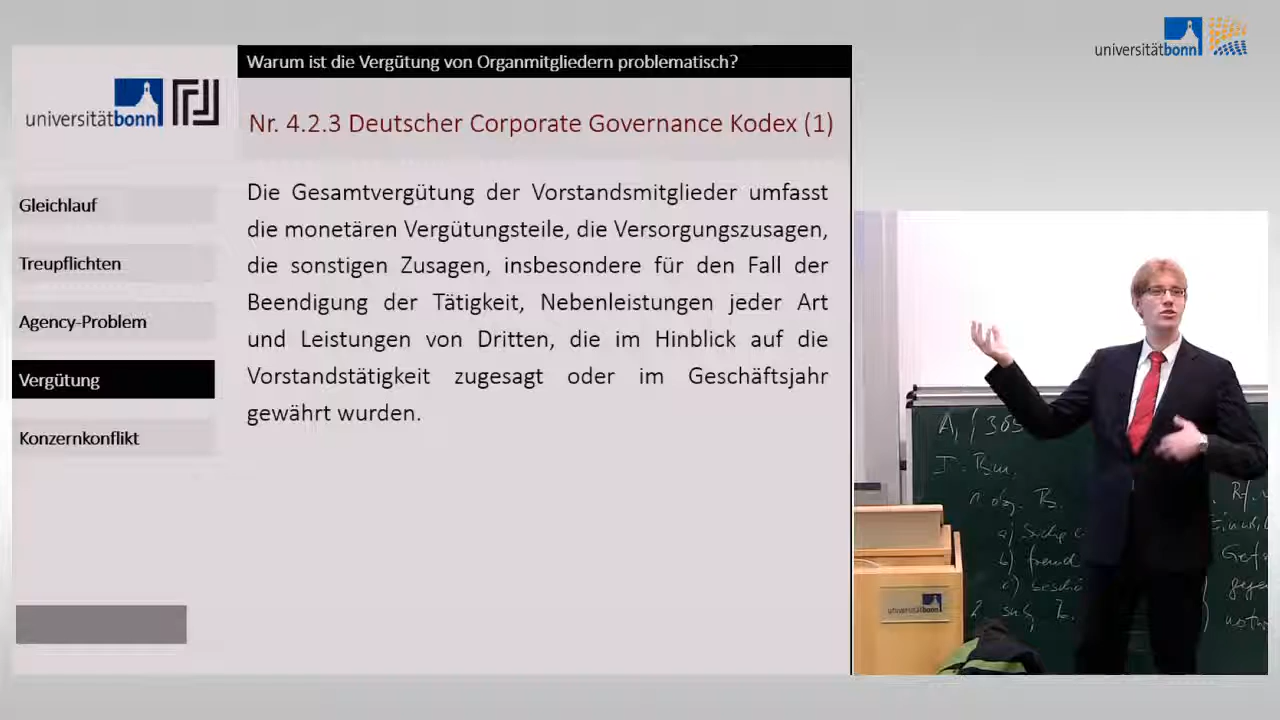 universitätbonn
Warum ist die Vergütung von Organmitgliedern problematisch?
universitätbonn
Nr. 4.2.3 Deutscher Corporate Governance Kodex (1)
Die Gesamtvergütung der Vorstandsmitglieder umfasst
die monetären Vergütungsteile, die Versorgungszusagen,
die sonstigen Zusagen, insbesondere für den Fall der
Beendigung der Tätigkeit, Nebenleistungen jeder Art
und Leistungen von Dritten, die im Hinblick auf die
Vorstandstätigkeit zugesagt oder im Geschäftsjahr
gewährt wurden.
Gleichlauf
Treupflichten
Agency-Problem
Vergütung
Konzernkonflikt
universitätbonn